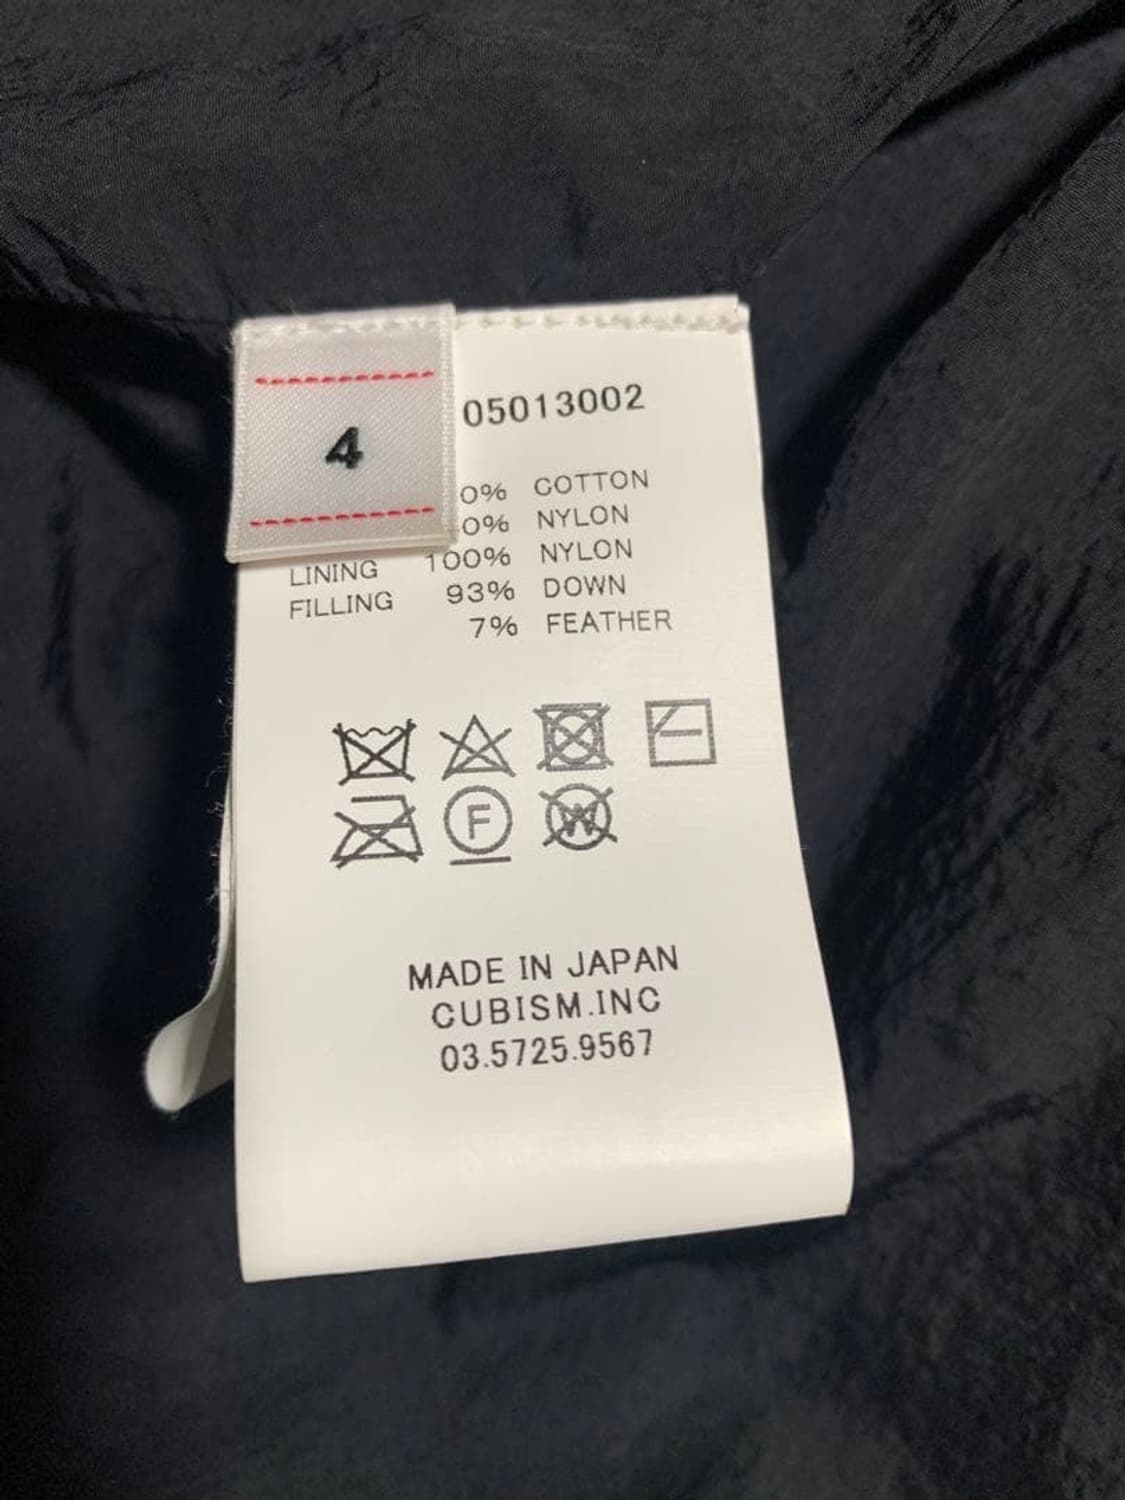 4
05013002
0% COTTON
0% NYLON
LINING 100% NYLON
FILLING 93% DOWN
7% FEATHER
F
W
MADE IN JAPAN
CUBISM.INC
03.5725.9567